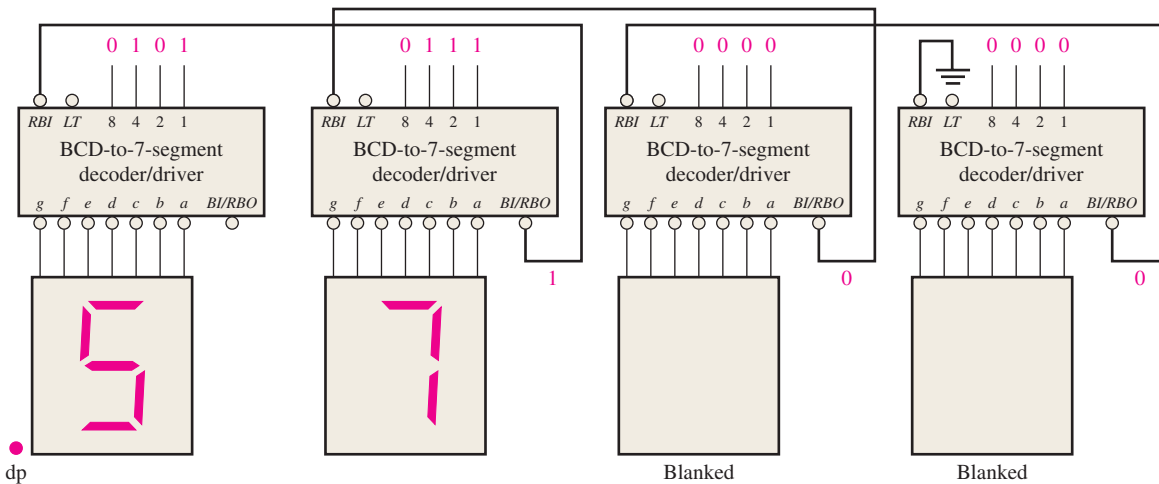 0 1 0 1
0 1 1 1
0 0 0 0
0 0 0 0
RBI LT 8 4 2 1
RBI LT 8 4 2 1
RBI LT 8 4 2 1
RBI LT 8 4 2 1
BCD-to-7-segment
decoder/driver
BCD-to-7-segment
decoder/driver
BCD-to-7-segment
decoder/driver
BCD-to-7-segment
decoder/driver
g f e d c b a BI/RBO
g f e d c b a BI/RBO
g f e d c b a BI/RBO
g f e d c b a BI/RBO
1
0
0
5
7
dp
Blanked
Blanked